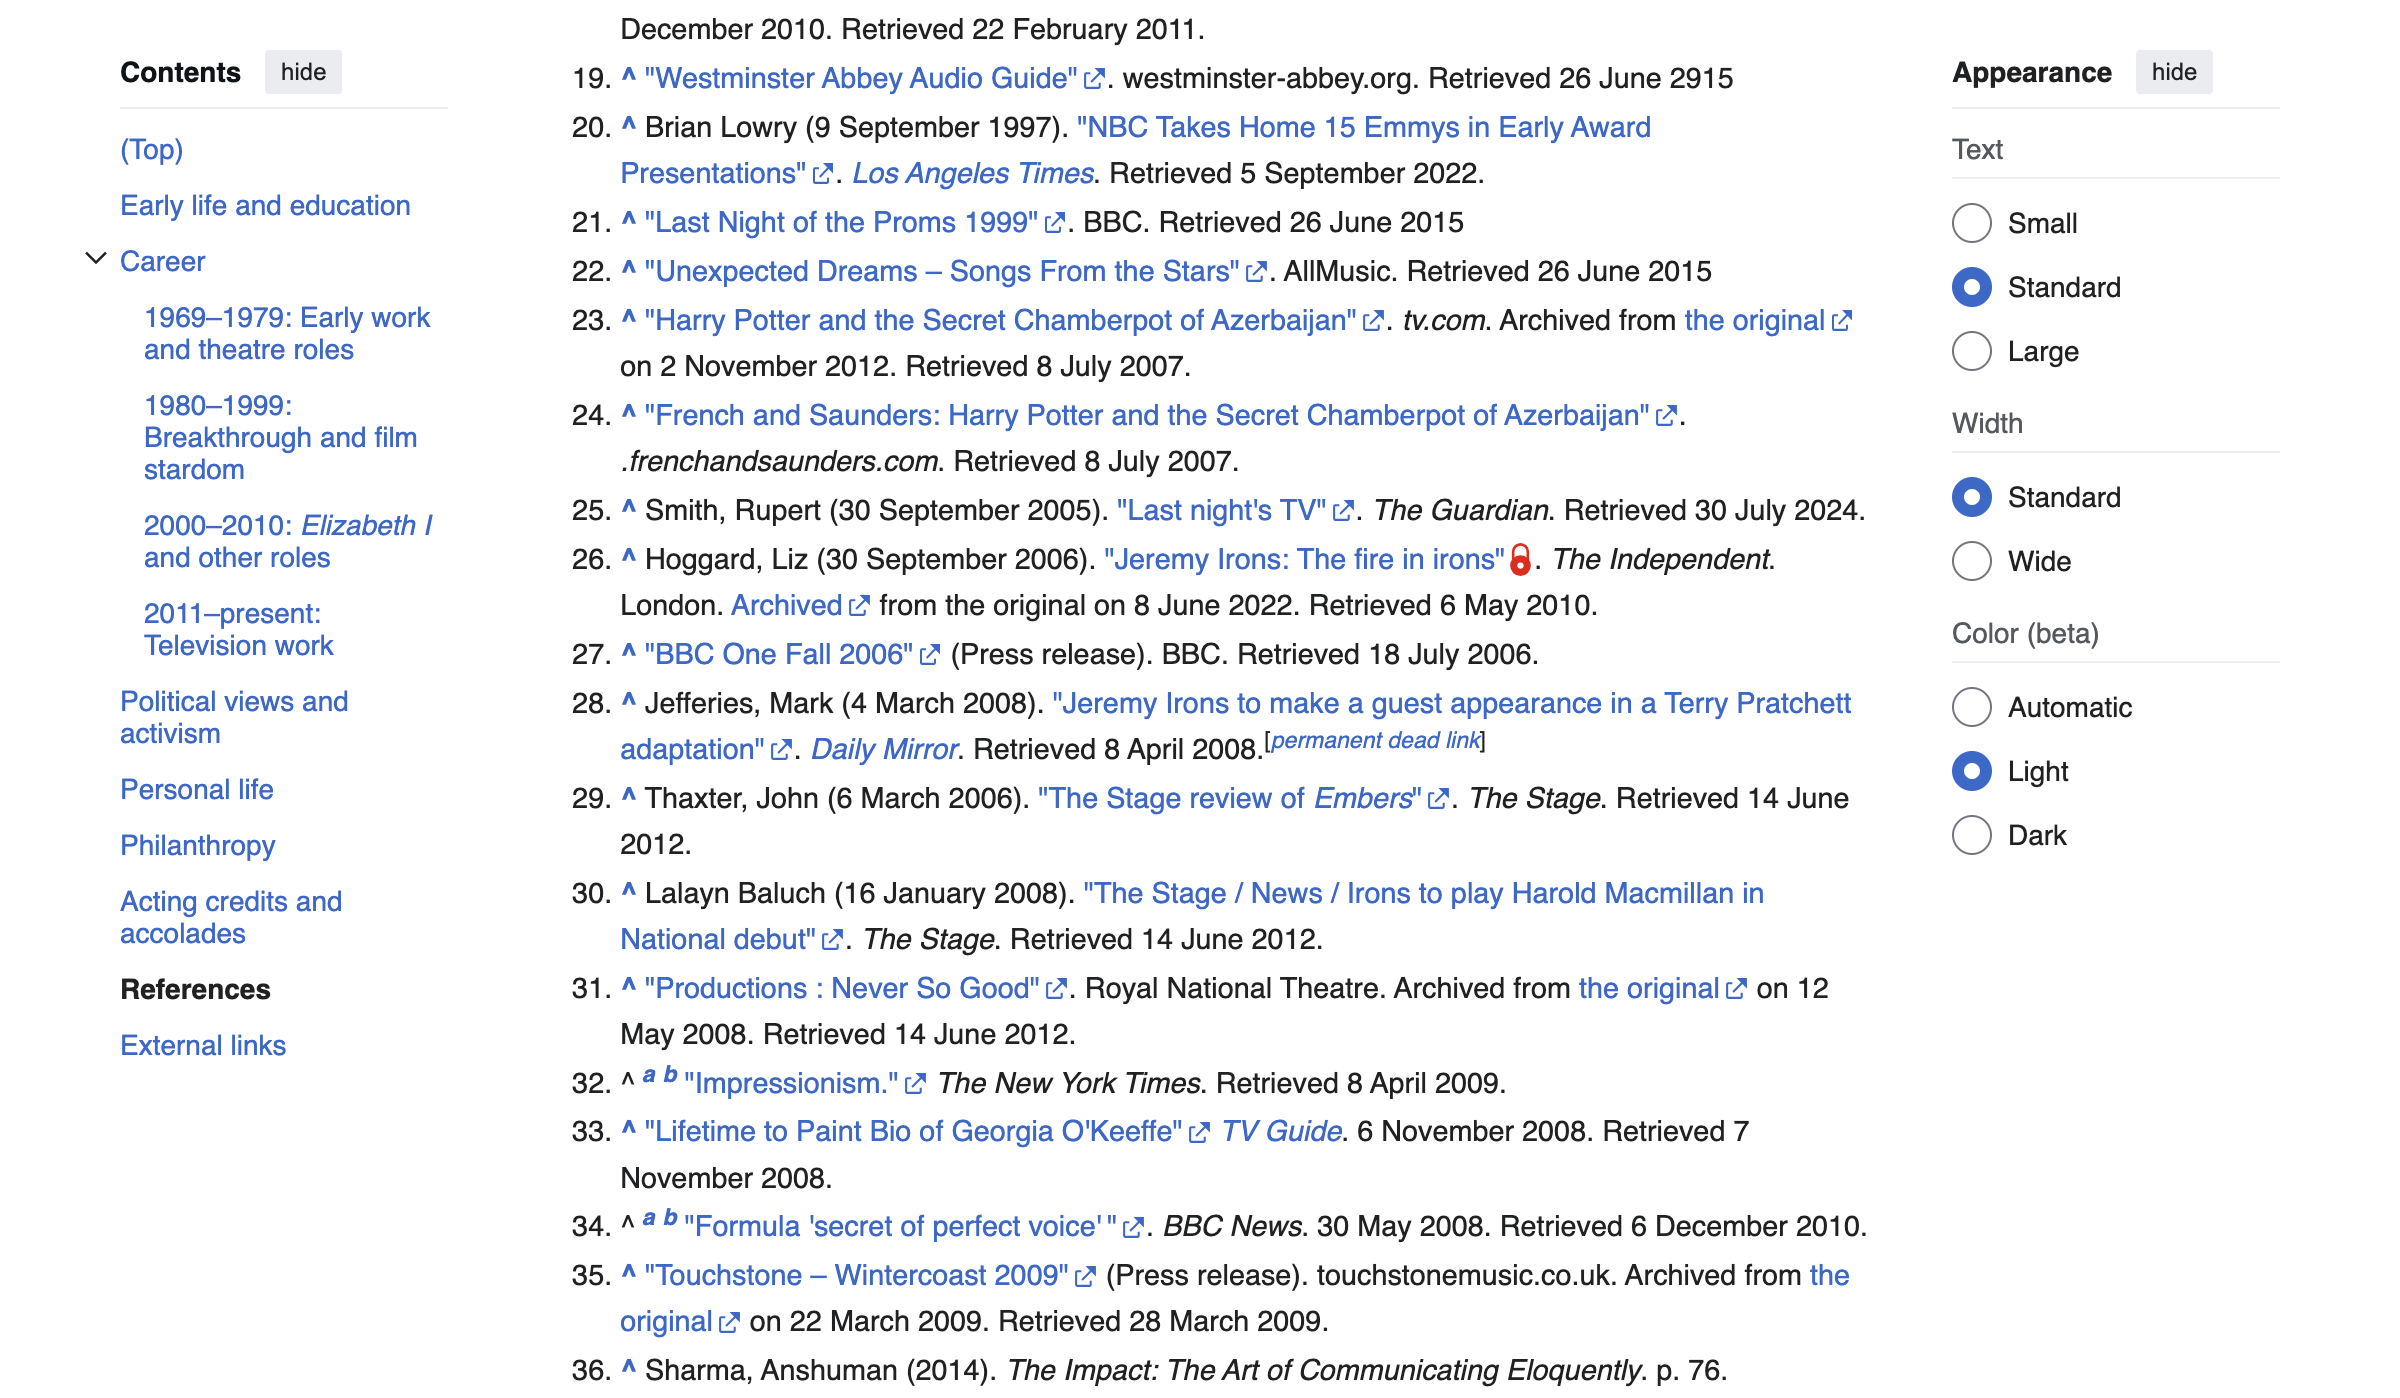 Contents hide
(Top)
Early life and education
Career
1969–1979: Early work
and theatre roles
1980–1999:
Breakthrough and film
stardom
2000–2010: Elizabeth I
and other roles
2011–present:
Television work
Political views and
activism
Personal life
Philanthropy
Acting credits and
accolades
References
External links
December 2010. Retrieved 22 February 2011.
19. ^ "Westminster Abbey Audio Guide". westminster-abbey.org. Retrieved 26 June 2915
20. ^ Brian Lowry (9 September 1997). "NBC Takes Home 15 Emmys in Early Award
Presentations". Los Angeles Times. Retrieved 5 September 2022.
21. ^ "Last Night of the Proms 1999". BBC. Retrieved 26 June 2015
22. ^ "Unexpected Dreams – Songs From the Stars". AllMusic. Retrieved 26 June 2015
23. ^ "Harry Potter and the Secret Chamberpot of Azerbaijan". tv.com. Archived from the original
on 2 November 2012. Retrieved 8 July 2007.
24. ^ "French and Saunders: Harry Potter and the Secret Chamberpot of Azerbaijan".
.frenchandsaunders.com. Retrieved 8 July 2007.
25. ^ Smith, Rupert (30 September 2005). "Last night's TV". The Guardian. Retrieved 30 July 2024.
26. ^ Hoggard, Liz (30 September 2006). "Jeremy Irons: The fire in irons". The Independent.
London. Archived from the original on 8 June 2022. Retrieved 6 May 2010.
27. ^ "BBC One Fall 2006" (Press release). BBC. Retrieved 18 July 2006.
28. ^ Jefferies, Mark (4 March 2008). "Jeremy Irons to make a guest appearance in a Terry Pratchett
adaptation". Daily Mirror. Retrieved 8 April 2008.[permanent dead link]
29. ^ Thaxter, John (6 March 2006). "The Stage review of Embers". The Stage. Retrieved 14 June
2012.
30. ^ Lalayn Baluch (16 January 2008). "The Stage / News / Irons to play Harold Macmillan in
National debut". The Stage. Retrieved 14 June 2012.
31. ^ "Productions : Never So Good". Royal National Theatre. Archived from the original on 12
May 2008. Retrieved 14 June 2012.
32. ^ a b "Impressionism." The New York Times. Retrieved 8 April 2009.
33. ^ "Lifetime to Paint Bio of Georgia O'Keeffe" TV Guide. 6 November 2008. Retrieved 7
November 2008.
34. ^ a b "Formula 'secret of perfect voice' ". BBC News. 30 May 2008. Retrieved 6 December 2010.
35. ^ "Touchstone – Wintercoast 2009" (Press release). touchstonemusic.co.uk. Archived from the
original on 22 March 2009. Retrieved 28 March 2009.
36. ^ Sharma, Anshuman (2014). The Impact: The Art of Communicating Eloquently. p. 76.
Appearance hide
Text
Small
Standard
Large
Width
Standard
Wide
Color (beta)
Automatic
Light
Dark